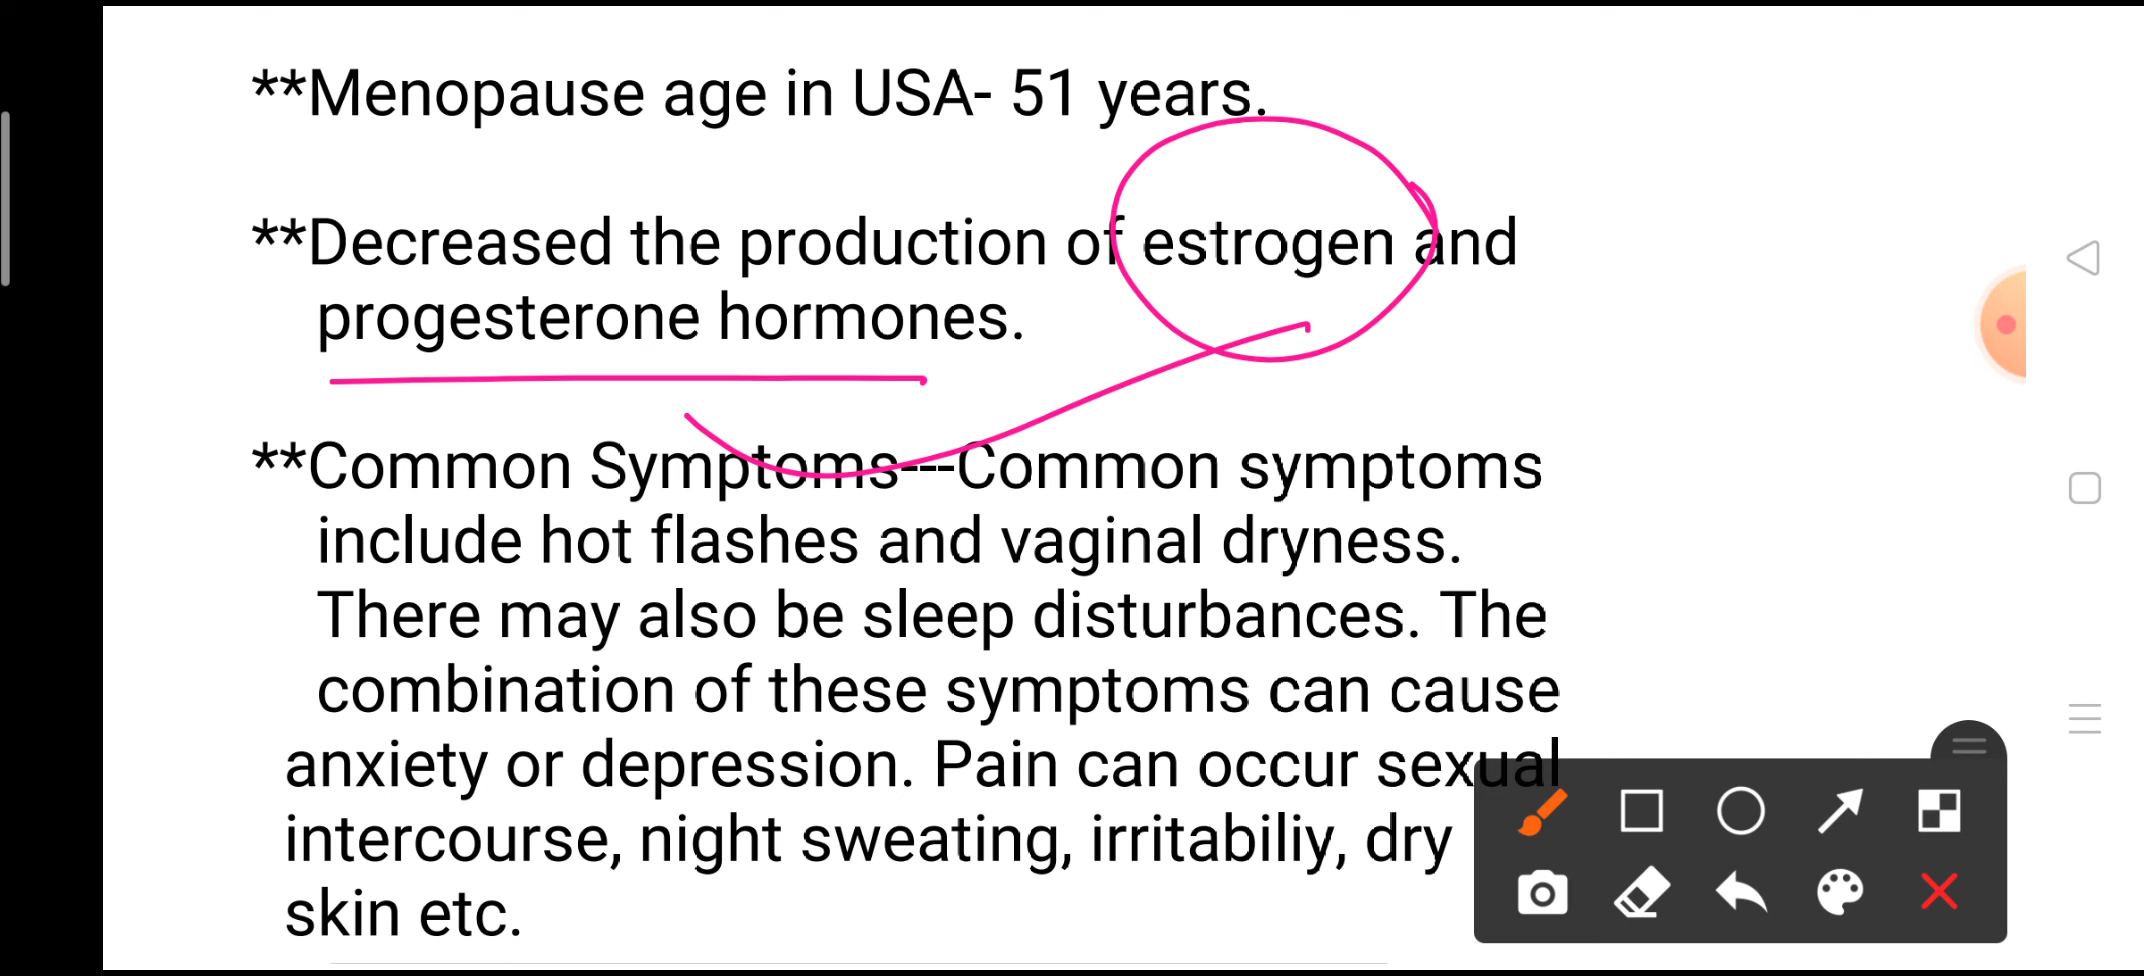 **Menopause age in USA- 51 years.
**Decreased the production of estrogen and
progesterone hormones.
**Common Symptoms---Common symptoms
include hot flashes and vaginal dryness.
There may also be sleep disturbances. The
combination of these symptoms can cause
anxiety or depression. Pain can occur sexual
intercourse, night sweating, irritabiliy, dry
skin etc.